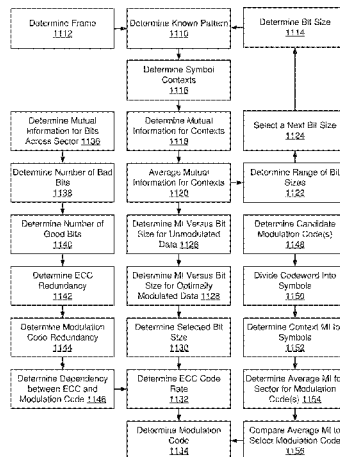 Determine Frame
1112
Determine Known Pattern
1110
Determine Bit Size
1114
Determine Symbol
Contexts
1116
Determine Mutual
Information for Bits
Across Sector 1136
Determine Mutual
Information for Contexts
1118
Select a Next Bit Size
1124
Determine Number of Bad
Bits
1138
Average Mutual
Information for Contexts
1120
Determine Range of Bit
Sizes
1122
Determine Number of
Good Bits
1140
Determine MI Versus Bit
Size for Unmodulated
Data 1126
Determine Candidate
Modulation Code(s)
1148
Determine ECC
Redundancy
1142
Determine MI Versus Bit
Size for Optimally
Modulated Data 1128
Divide Codeword Into
Symbols
1150
Determine Modulation
Code Redundancy
1144
Determine Selected Bit
Size
1130
Determine Context MI for
Symbols
1152
Determine Dependency
between ECC and
Modulation Code 1146
Determine ECC Code
Rate
1132
Determine Average MI for
Sector for Modulation
Code(s) 1154
Determine Modulation
Code
1134
Compare Average MI to
Select Modulation Code
1156